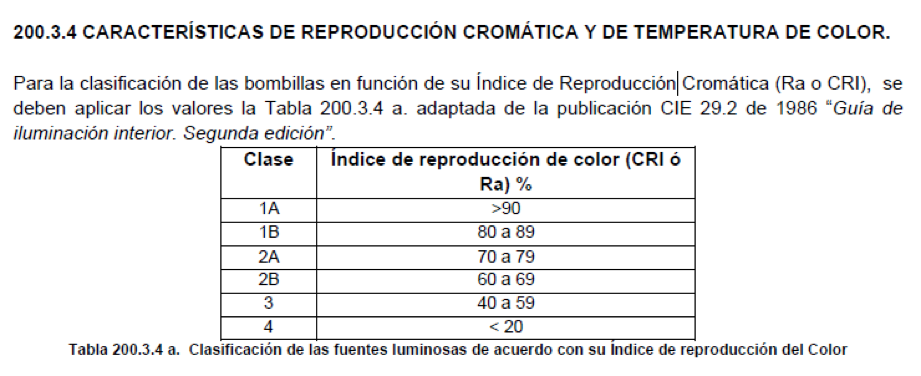 200.3.4 CARACTERÍSTICAS DE REPRODUCCIÓN CROMÁTICA Y DE TEMPERATURA DE COLOR.
Para la clasificación de las bombillas en función de su Índice de Reproducción Cromática (Ra o CRI), se
deben aplicar los valores la Tabla 200.3.4 a. adaptada de la publicación CIE 29.2 de 1986 “Guía de
iluminación interior. Segunda edición”.
Clase Índice de reproducción de color (CRI ó
Ra) %
1A >90
1B 80 a 89
2A 70 a 79
2B 60 a 69
3 40 a 59
4 < 20
Tabla 200.3.4 a. Clasificación de las fuentes luminosas de acuerdo con su Índice de reproducción del Color